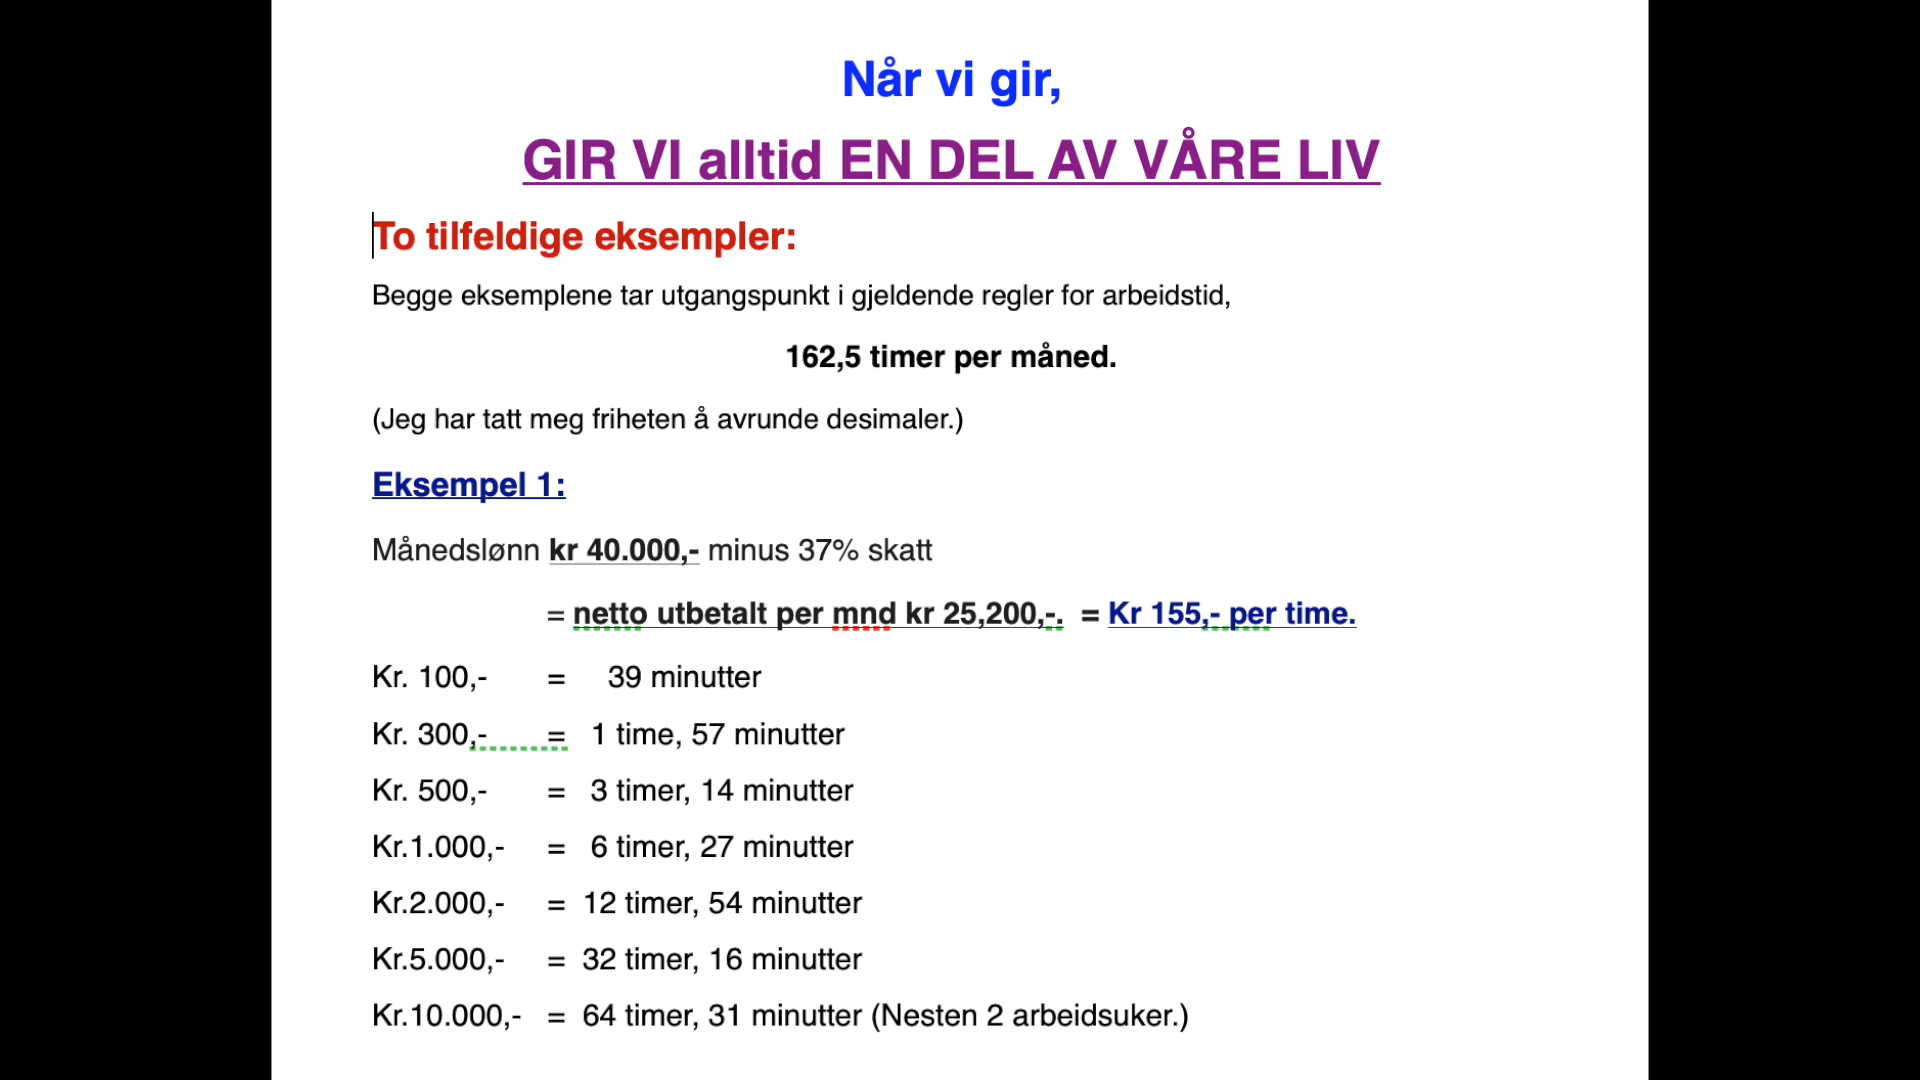 Når vi gir,
GIR VI alltid EN DEL AV VÅRE LIV
To tilfeldige eksempler:
Begge eksemplene tar utgangspunkt i gjeldende regler for arbeidstid,
162,5 timer per måned.
(Jeg har tatt meg friheten å avrunde desimaler.)
Eksempel 1:
Månedslønn kr 40.000,- minus 37% skatt
= netto utbetalt per mnd kr 25,200,-. = Kr 155,- per time.
Kr. 100,- = 39 minutter
Kr. 300,- = 1 time, 57 minutter
Kr. 500,- = 3 timer, 14 minutter
Kr.1.000,- = 6 timer, 27 minutter
Kr.2.000,- = 12 timer, 54 minutter
Kr.5.000,- = 32 timer, 16 minutter
Kr.10.000,- = 64 timer, 31 minutter (Nesten 2 arbeidsuker.)